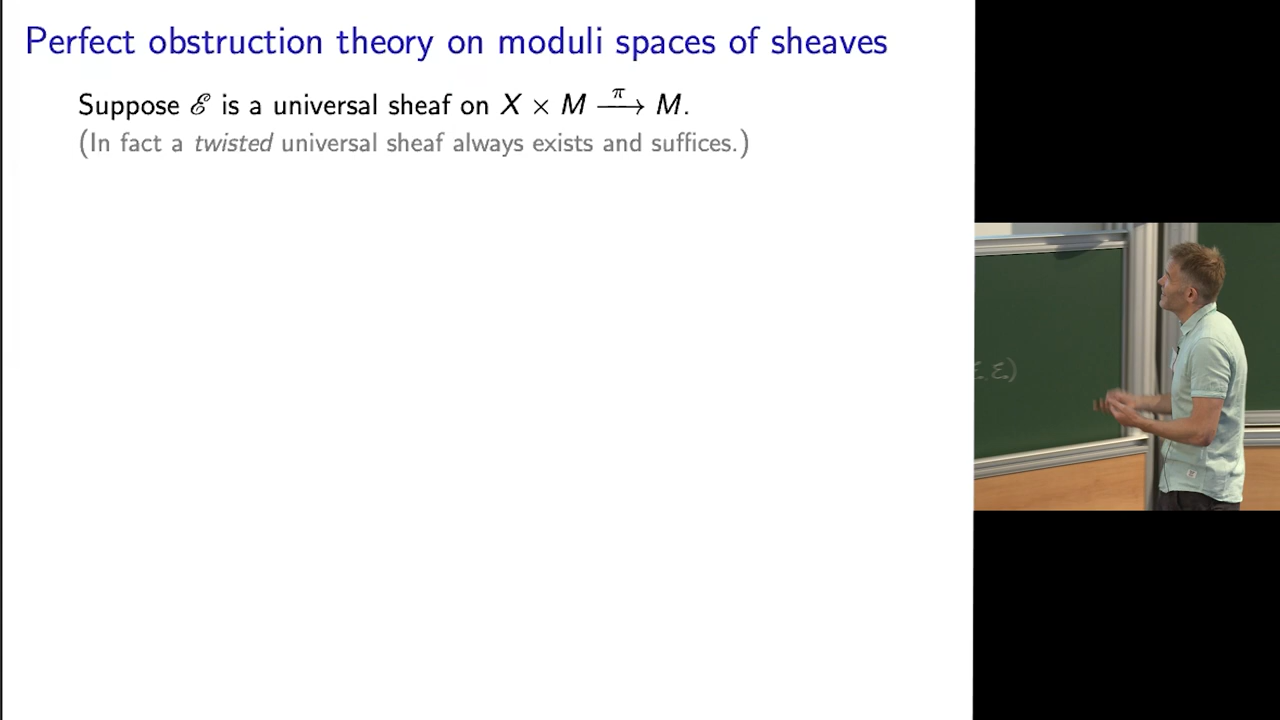 Perfect obstruction theory on moduli spaces of sheaves
Suppose ℰ is a universal sheaf on X × M \xrightarrow{π} M.
(In fact a twisted universal sheaf always exists and suffices.)